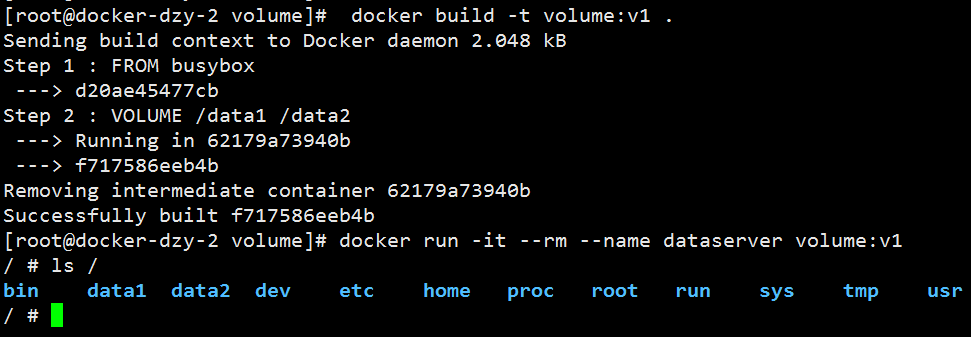 [root@docker-dzy-2 volume]#  docker build -t volume:v1 .
Sending build context to Docker daemon 2.048 kB
Step 1 : FROM busybox
 ---> d20ae45477cb
Step 2 : VOLUME /data1 /data2
 ---> Running in 62179a73940b
 ---> f717586eeb4b
Removing intermediate container 62179a73940b
Successfully built f717586eeb4b
[root@docker-dzy-2 volume]# docker run -it --rm --name dataserver volume:v1
/ # ls /
bin    data1  data2  dev    etc    home   proc   root   run    sys    tmp    usr
/ #